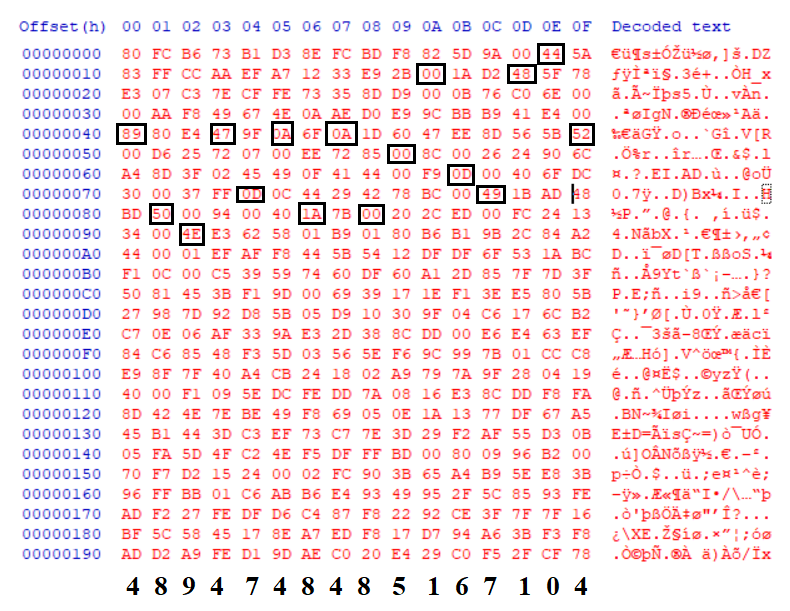 Offset(h) 00 01 02 03 04 05 06 07 08 09 0A 0B 0C 0D 0E 0F Decoded text
00000000 80 FC B6 73 B1 D3 8E FC BD F8 82 5D 9A 00 44 5A €ü¶s±ÓŽü½ø‚]š.DZ
00000010 83 FF CC AA EF A7 12 33 E9 2B 00 1A D2 48 5F 78 ƒÿÌªï§.3é+..ÒH_x
00000020 E3 07 C3 7E CF FE 73 35 8D D9 00 0B 76 C0 6E 00 ã.Ã~Ïþs5.Ù..vÀn.
00000030 00 AA F8 49 67 4E 0A AE D0 E9 9C BB B9 41 E4 00 .ªøIgN.®Ðéœ»¹Aä.
00000040 89 80 E4 47 9F 0A 6F 0A 1D 60 47 EE 8D 56 5B 52 ‰€äGŸ.o..`Gî.V[R
00000050 00 D6 25 72 07 00 EE 72 85 00 8C 00 26 24 90 6C
00000060 A4 8D 3F 02 45 49 0F 41 44 00 F9 0D 00 40 6F DC
00000070 30 00 37 FF 0D 0C 44 29 42 78 BC 00 49 1B AD 48 0.7ÿ..D)Bx¼.I..H
00000080 BD 50 00 94 00 40 1A 7B 00 20 2C ED 00 FC 24 13 ½P.”.@.{. ,í.ü$.
00000090 34 00 4E E3 62 58 01 B9 01 80 B6 B1 9B 2C 84 A2 4.NãbX.¹.€¶±›,„¢
000000A0 44 00 01 EF AF F8 44 5B 54 12 DF DF 6F 53 1A BC D..ï¯øD[T.ßßoS.¼
000000B0 F1 0C 00 C5 39 59 74 60 DF 60 A1 2D 85 7F 7D 3F ñ..Å9Yt`ß`¡-….}?
000000C0 50 81 45 3B F1 9D 00 69 39 17 1E F1 3E E5 80 5B P.E;ñ..i9..ñ>å€[
000000D0 27 98 7D 92 D8 5B 05 D9 10 30 9F 04 C6 17 6C B2 '˜}’Ø[.Ù.0Ÿ.Æ.l²
000000E0 C7 0E 06 AF 33 9A E3 2D 38 8C DD 00 E6 E4 63 EF Ç..¯3šã-8ŒÝ.æäcï
000000F0 84 C6 85 48 F3 5D 03 56 5E F6 9C 99 7B 01 CC C8 „Æ…Hó].V^öœ™{.ÌÈ
00000100 E9 8F 7F 40 A4 CB 24 18 02 A9 79 7A 9F 28 04 19 é..@¤Ë$..©yzŸ(..
00000110 40 00 F1 09 5E DC FE DD 7A 08 16 E3 8C DD F8 FA
00000120 8D 42 4E 7E BE 49 F8 69 05 0E 1A 13 77 DF 67 A5 .BN~¾Iøi....wßg¥
00000130 45 B1 44 3D C3 EF 73 C7 7E 3D 29 F2 AF 55 D3 0B E±D=ÃïsÇ~=)ò¯UÓ.
00000140 05 FA 5D 4F C2 4E F5 DF FF BD 00 80 09 96 B2 00 .ú]OÂNõßÿ½.€.–².
00000150 70 F7 D2 15 24 00 02 FC 90 3B 65 A4 B9 5E E8 3B p÷Ò.$..ü.;e¤¹^è;
00000160 96 FF BB 01 C6 AB B6 E4 93 49 95 2F 5C 85 93 FE –ÿ».Æ«¶ä“I•/\…“þ
00000170 AD F2 27 FE DF D6 C4 87 F8 22 92 CE 3F 7F 7F 16 .ò'þßÖÄ‡ø"’Î?...
00000180 BF 5C 58 45 17 8E A7 ED F8 17 D7 94 A6 3B F3 F8 ¿\XE.Ž§íø.×”¦;óø
00000190 AD D2 A9 FE D1 9D AE C0 20 E4 29 C0 F5 2F CF 78 .Ò©þÑ.®À ä)Àõ/Ïx
4 8 9 4 7 4 8 4 8 5 1 6 7 1 0 4